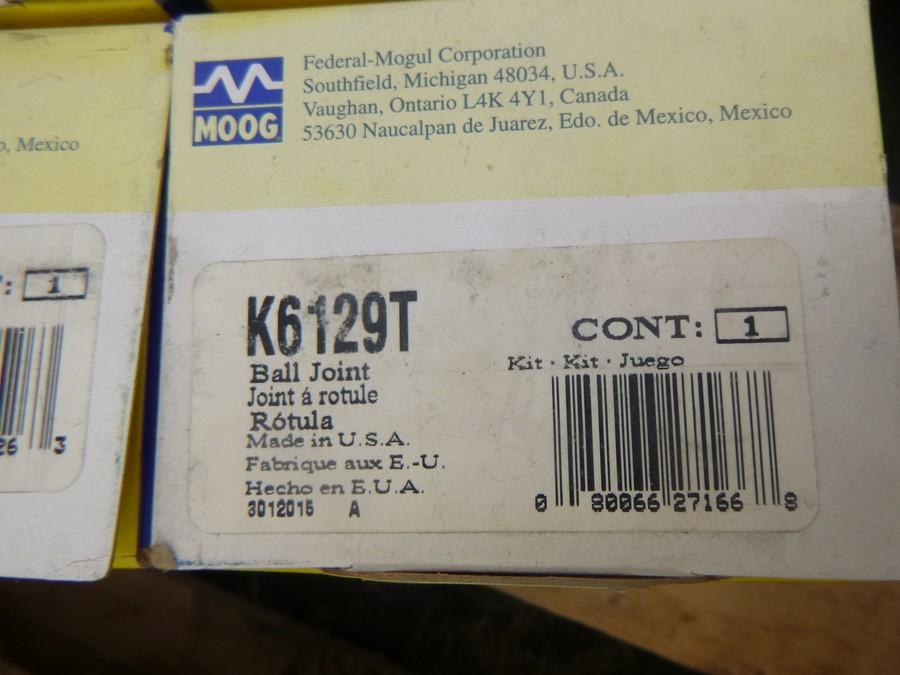 Federal-Mogul Corporation
Southfield, Michigan 48034, U.S.A.
Vaughan, Ontario L4K 4Y1, Canada
53630 Naucalpan de Juarez, Edo. de Mexico, Mexico
MOOG
Mexico
1
26 3
K6129T
CONT: 1
Kit · Kit · Juego
Ball Joint
Joint á rotule
Rótula
Made in U.S.A.
Fabrique aux E.-U.
Hecho en E.U.A.
3012015 A
0 80066 27166 8